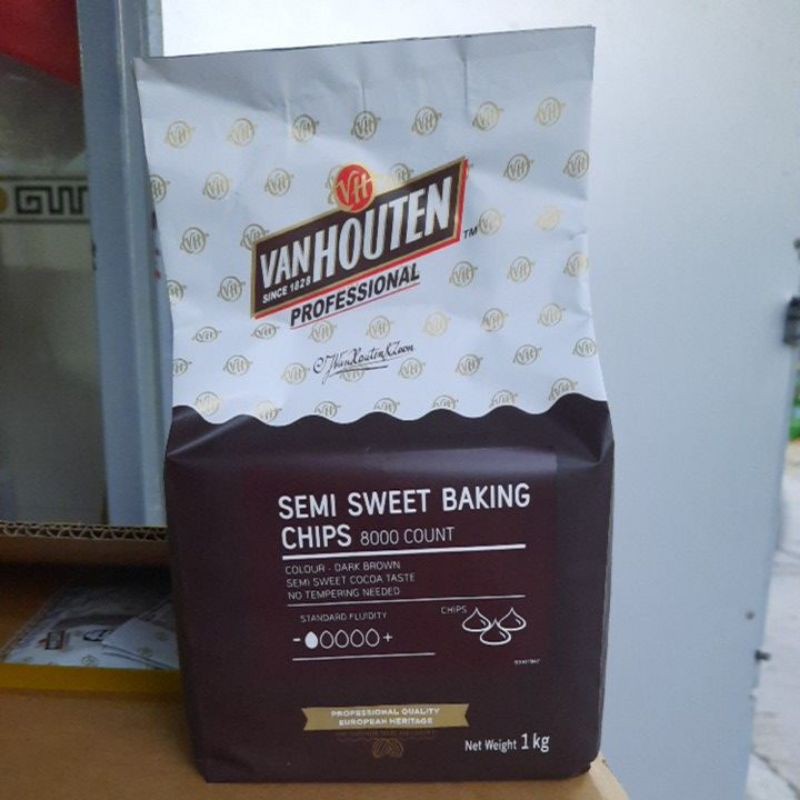 VH
VAN HOUTEN
TM
SINCE 1828
PROFESSIONAL
SEMI SWEET BAKING
CHIPS 8000 COUNT
COLOUR - DARK BROWN
SEMI SWEET COCOA TASTE
NO TEMPERING NEEDED
STANDARD FLUIDITY
CHIPS
- +
PROFESSIONAL QUALITY
EUROPEAN HERITAGE
Net Weight 1 kg